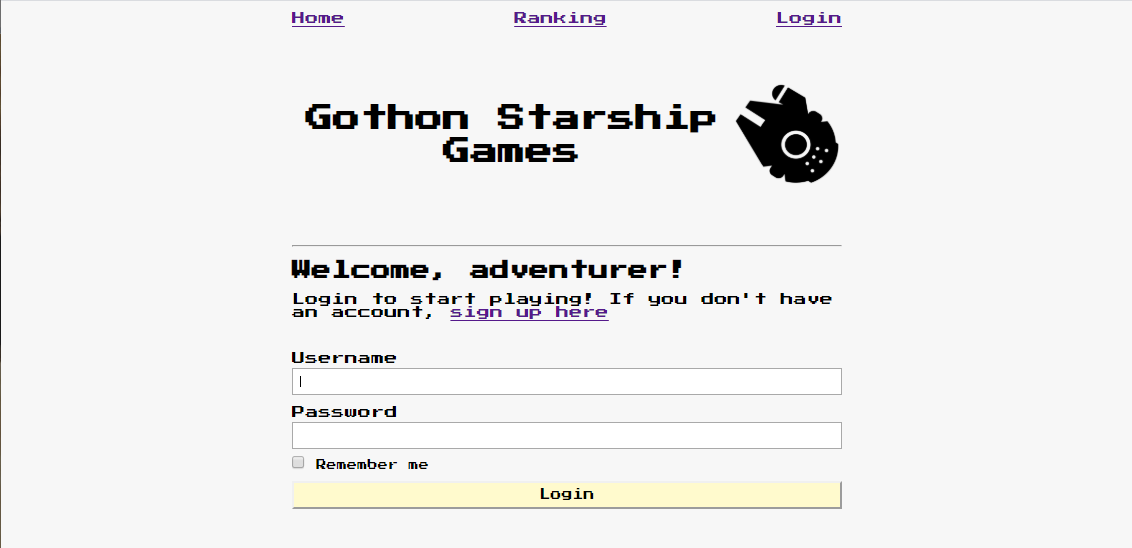 Home Ranking Login
Gothon Starship
Games
Welcome, adventurer!
Login to start playing! If you don't have
an account, sign up here
Username
Password
Remember me
Login